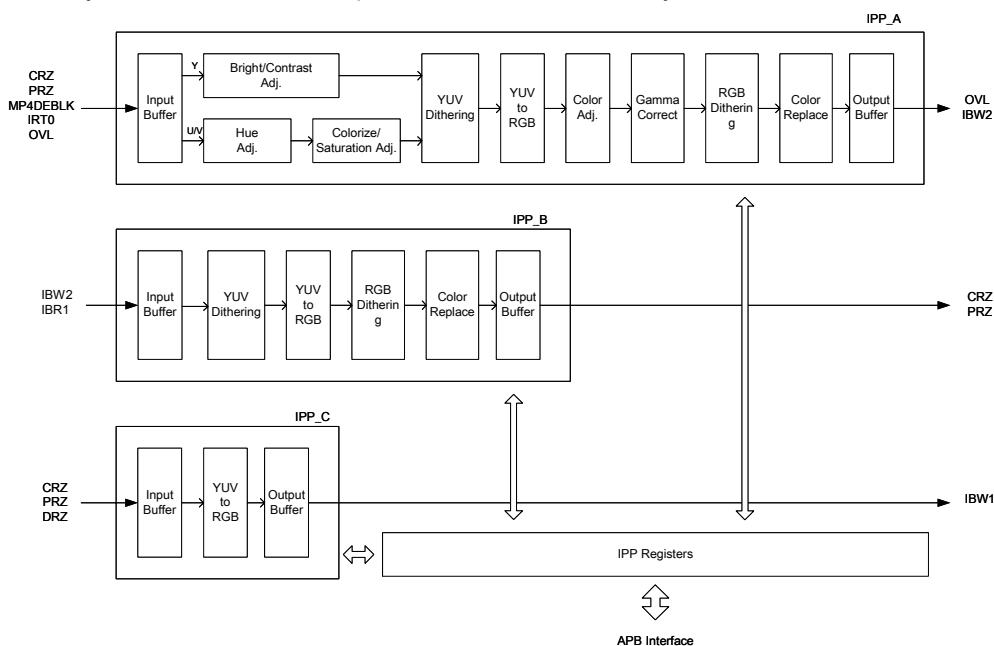 IPP_A
CRZ
PRZ
MP4DEBLK
IRT0
OVL
Input
Buffer
Y
U/V
Bright/Contrast
Adj.
Hue
Adj.
Colorize/
Saturation Adj.
YUV
Dithering
YUV
to
RGB
Color
Adj.
Gamma
Correct
RGB
Ditherin
g
Color
Replace
Output
Buffer
OVL
IBW2
IPP_B
IBW2
IBR1
Input
Buffer
YUV
Dithering
YUV
to
RGB
RGB
Ditherin
g
Color
Replace
Output
Buffer
CRZ
PRZ
IPP_C
CRZ
PRZ
DRZ
Input
Buffer
YUV
to
RGB
Output
Buffer
IBW1
IPP Registers
APB Interface